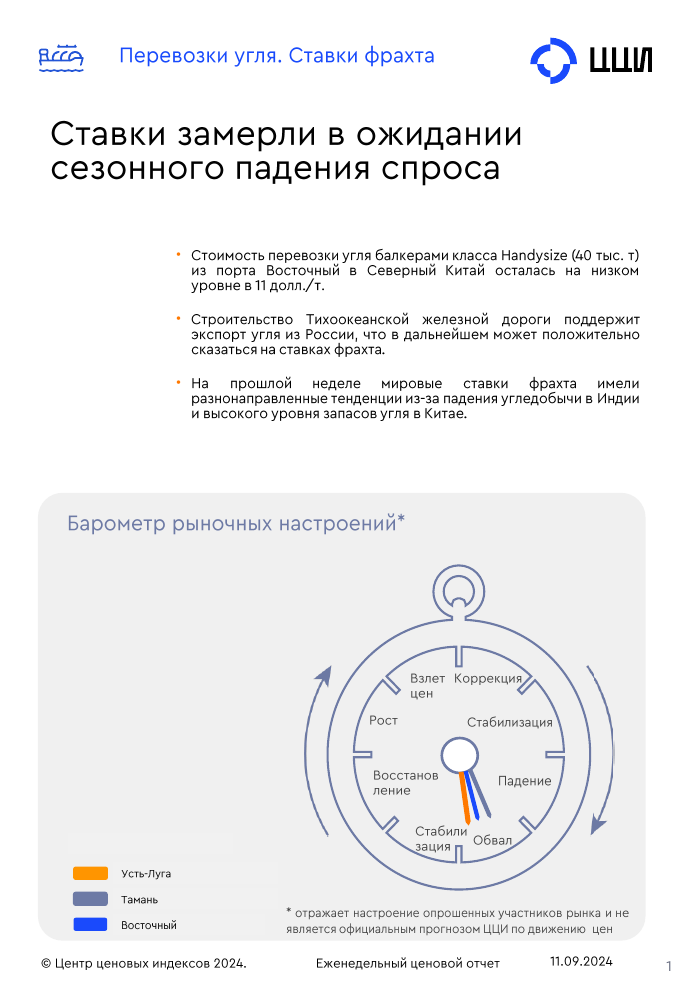 Перевозки угля. Ставки фрахта
ЦЦИ
Ставки замерли в ожидании
сезонного падения спроса
• Стоимость перевозки угля балкерами класса Handysize (40 тыс. т)
из порта Восточный в Северный Китай осталась на низком
уровне в 11 долл./т.
• Строительство Тихоокеанской железной дороги поддержит
экспорт угля из России, что в дальнейшем может положительно
сказаться на ставках фрахта.
• На прошлой неделе мировые ставки фрахта имели
разнонаправленные тенденции из-за падения угледобычи в Индии
и высокого уровня запасов угля в Китае.
Барометр рыночных настроений*
Взлет
цен
Коррекция
Рост
Стабилизация
Восстанов
ление
Падение
Стабили
зация
Обвал
Усть-Луга
Тамань
Восточный
* отражает настроение опрошенных участников рынка и не
является официальным прогнозом ЦЦИ по движению цен
© Центр ценовых индексов 2024.
Еженедельный ценовой отчет
11.09.2024
1